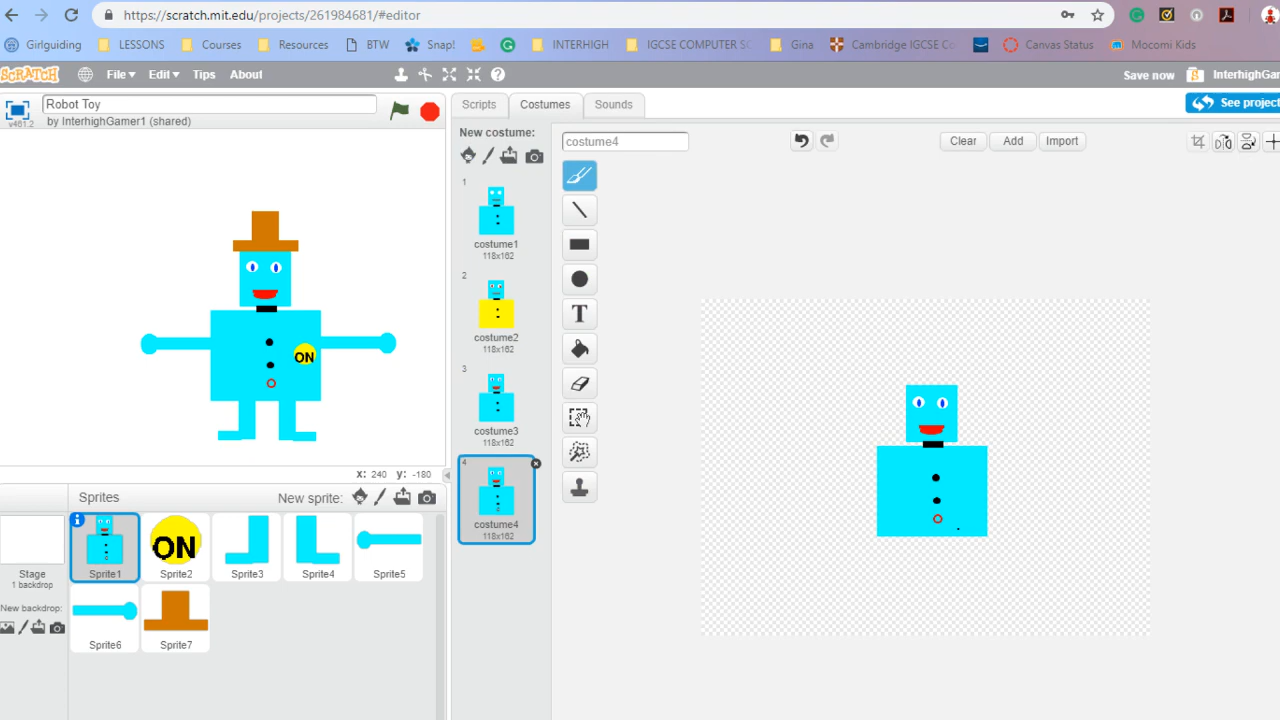 https://scratch.mit.edu/projects/261984681/#editor
Girlguiding LESSONS Courses Resources BTW Snap! INTERHIGH IGCSE COMPUTER SC Gina Cambridge IGCSE Co Canvas Status Mocomi Kids
SCRATCH File Edit Tips About Save now InterhighGam
Robot Toy
v461.2 by InterhighGamer1 (shared)
Scripts Costumes Sounds See projec
New costume:
costume4 Clear Add Import
1
costume1
118x162
2
costume2
118x162
3
costume3
118x162
4
costume4
118x162
T
ON
x: 240 y: -180
Sprites New sprite:
ON
Stage Sprite1 Sprite2 Sprite3 Sprite4 Sprite5
1 backdrop
New backdrop:
Sprite6 Sprite7